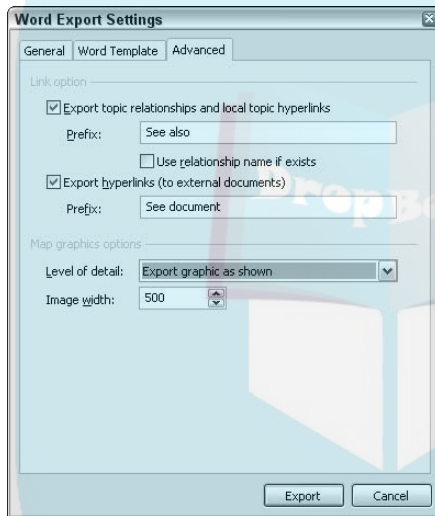 Word Export Settings
General Word Template Advanced
Link option
Export topic relationships and local topic hyperlinks
Prefix: See also
Use relationship name if exists
Export hyperlinks (to external documents)
Prefix: See document
Map graphics options
Level of detail: Export graphic as shown
Image width: 500
Export Cancel